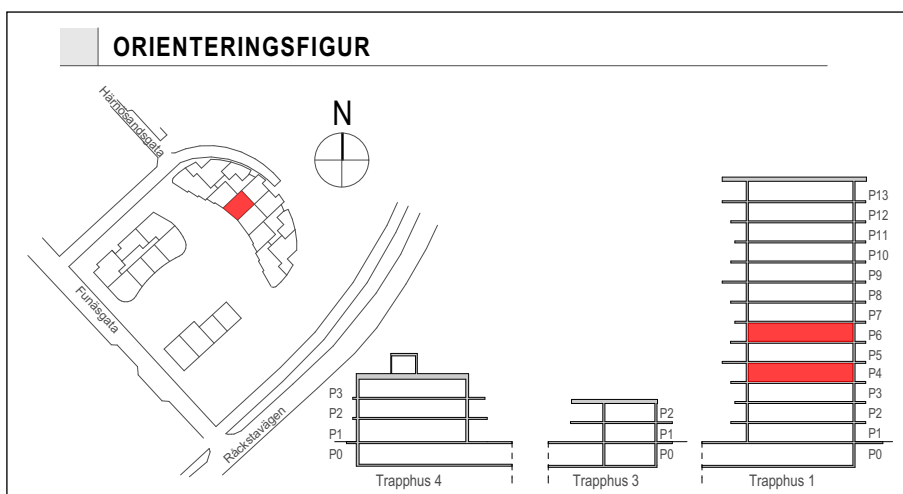 ORIENTERINGSFIGUR
Härnösandsgata
N
Funäsgata
Räckstavägen
P3
P2
P1
P0
Trapphus 4
P2
P1
P0
Trapphus 3
P13
P12
P11
P10
P9
P8
P7
P6
P5
P4
P3
P2
P1
P0
Trapphus 1